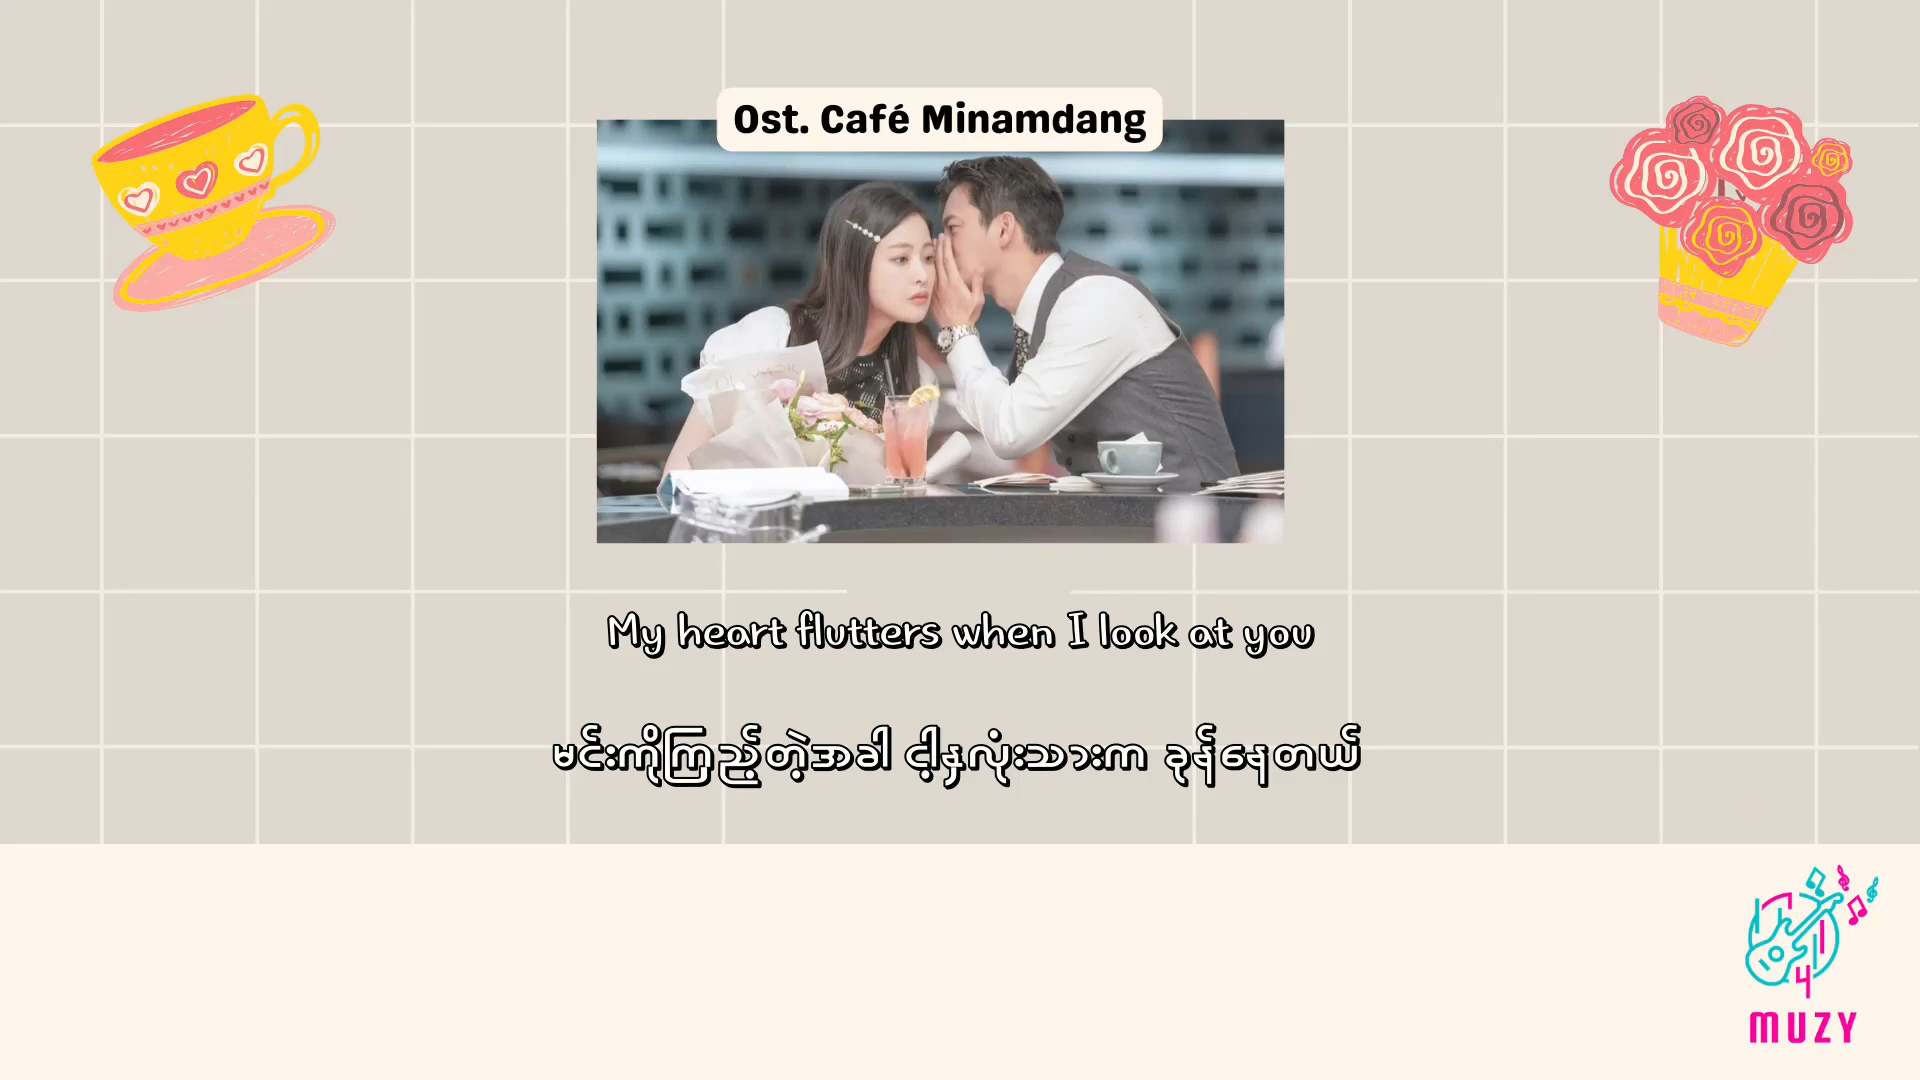 Ost. Café Minamdang
My heart flutters when I look at you
မင်းကိုကြည့်တဲ့အခါ ငါ့နှလုံးသားက ခုန်နေတယ်
4
MUZY